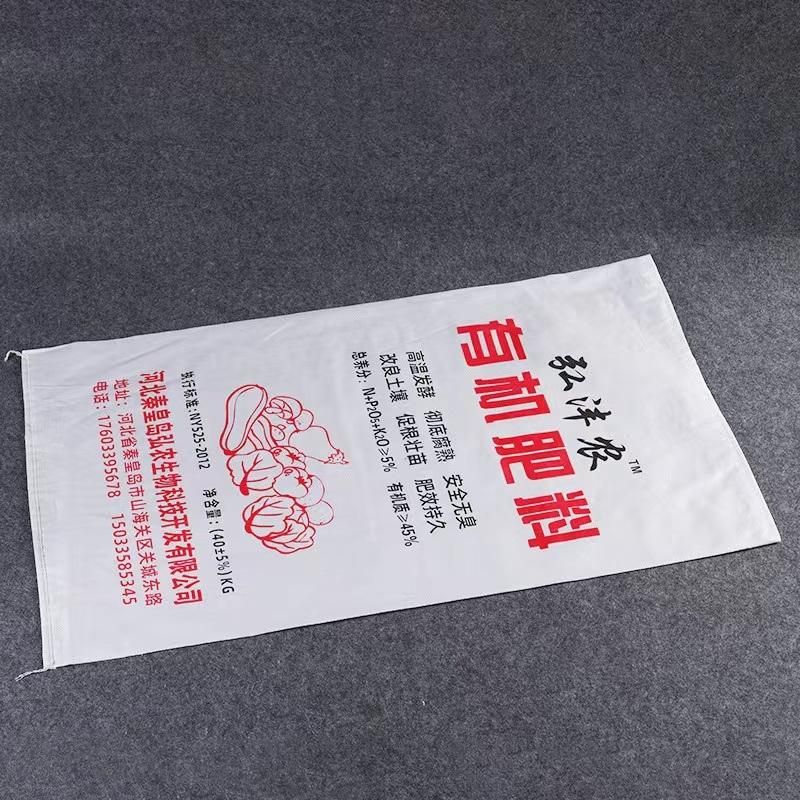 弘沣农™
有机肥料
高温发酵 彻底腐熟 安全无臭
改良土壤 促根壮苗 肥效持久
总养分：N+P₂O₅+K₂O≥5% 有机质≥45%
执行标准：NY525-2012 净含量：(40±5%)KG
河北秦皇岛弘农生物科技开发有限公司
地址：河北省秦皇岛市山海关区关城东路
电话：17603395678 15033585345